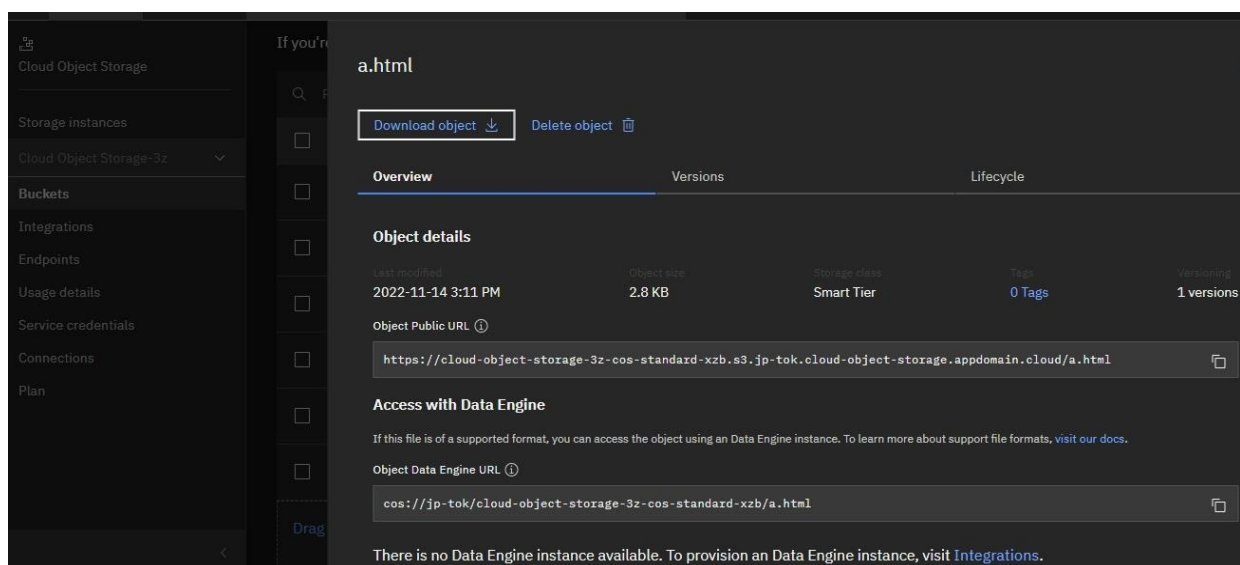 Cloud Object Storage
Storage instances
Cloud Object Storage-3z
Buckets
Integrations
Endpoints
Usage details
Service credentials
Connections
Plan
If you're
Drag
a.html
Download object
Delete object
Overview Versions Lifecycle
Object details
Last modified Object size Storage class Tags Versioning
2022-11-14 3:11 PM 2.8 KB Smart Tier 0 Tags 1 versions
Object Public URL
https://cloud-object-storage-3z-cos-standard-xzb.s3.jp-tok.cloud-object-storage.appdomain.cloud/a.html
Access with Data Engine
If this file is of a supported format, you can access the object using an Data Engine instance. To learn more about support file formats, visit our docs.
Object Data Engine URL
cos://jp-tok/cloud-object-storage-3z-cos-standard-xzb/a.html
There is no Data Engine instance available. To provision an Data Engine instance, visit Integrations.